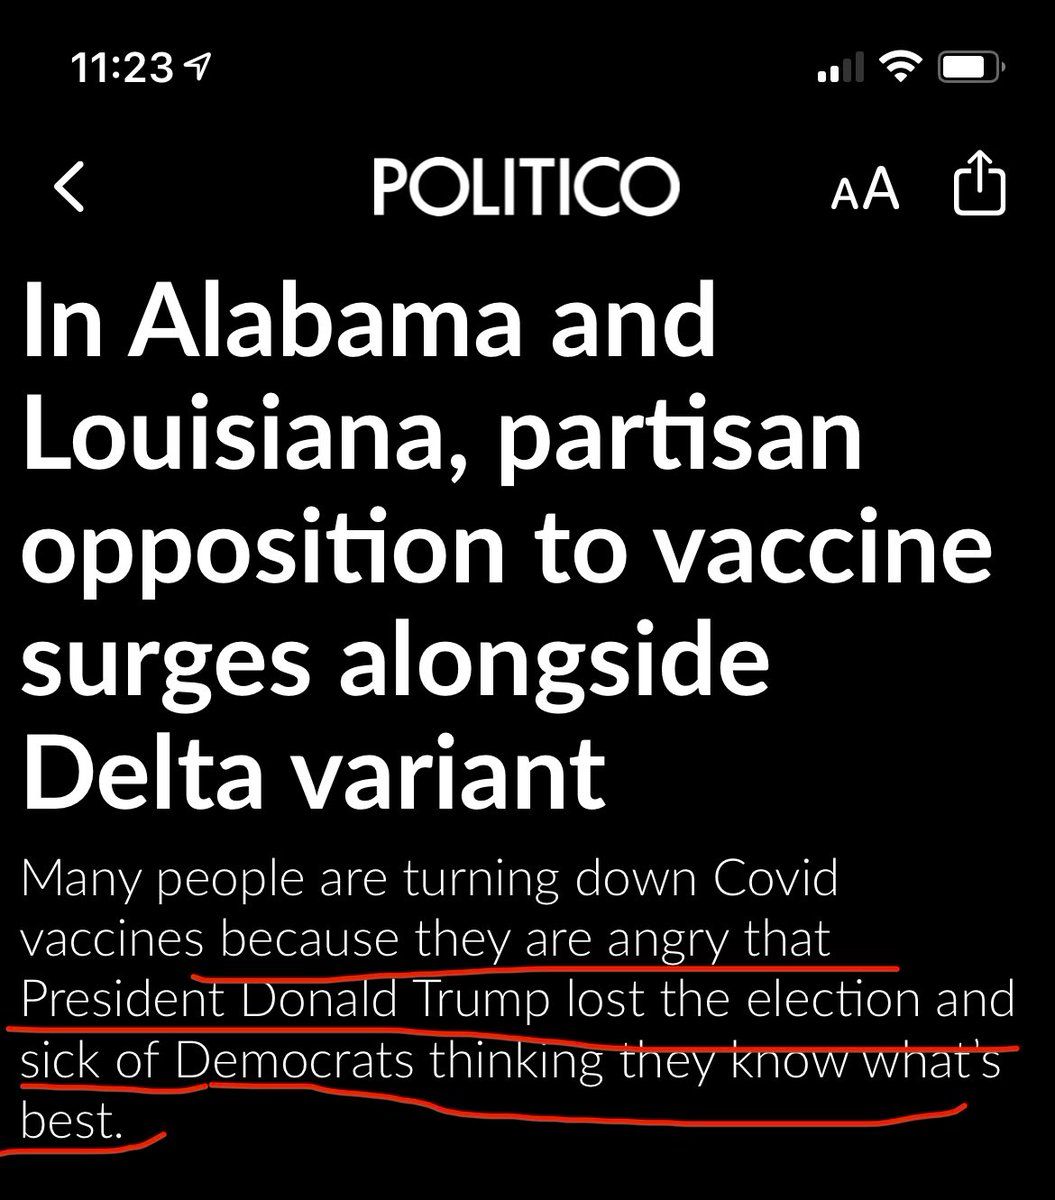 11:23
POLITICO
AA
In Alabama and
Louisiana, partisan
opposition to vaccine
surges alongside
Delta variant
Many people are turning down Covid
vaccines because they are angry that
President Donald Trump lost the election and
sick of Democrats thinking they know what's
best.